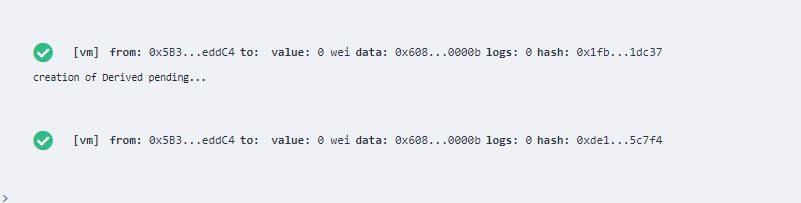 [vm] from: 0x5B3...eddC4 to: value: 0 wei data: 0x608...0000b logs: 0 hash: 0x1fb...1dc37
creation of Derived pending...
[vm] from: 0x5B3...eddC4 to: value: 0 wei data: 0x608...0000b logs: 0 hash: 0xde1...5c7f4
>